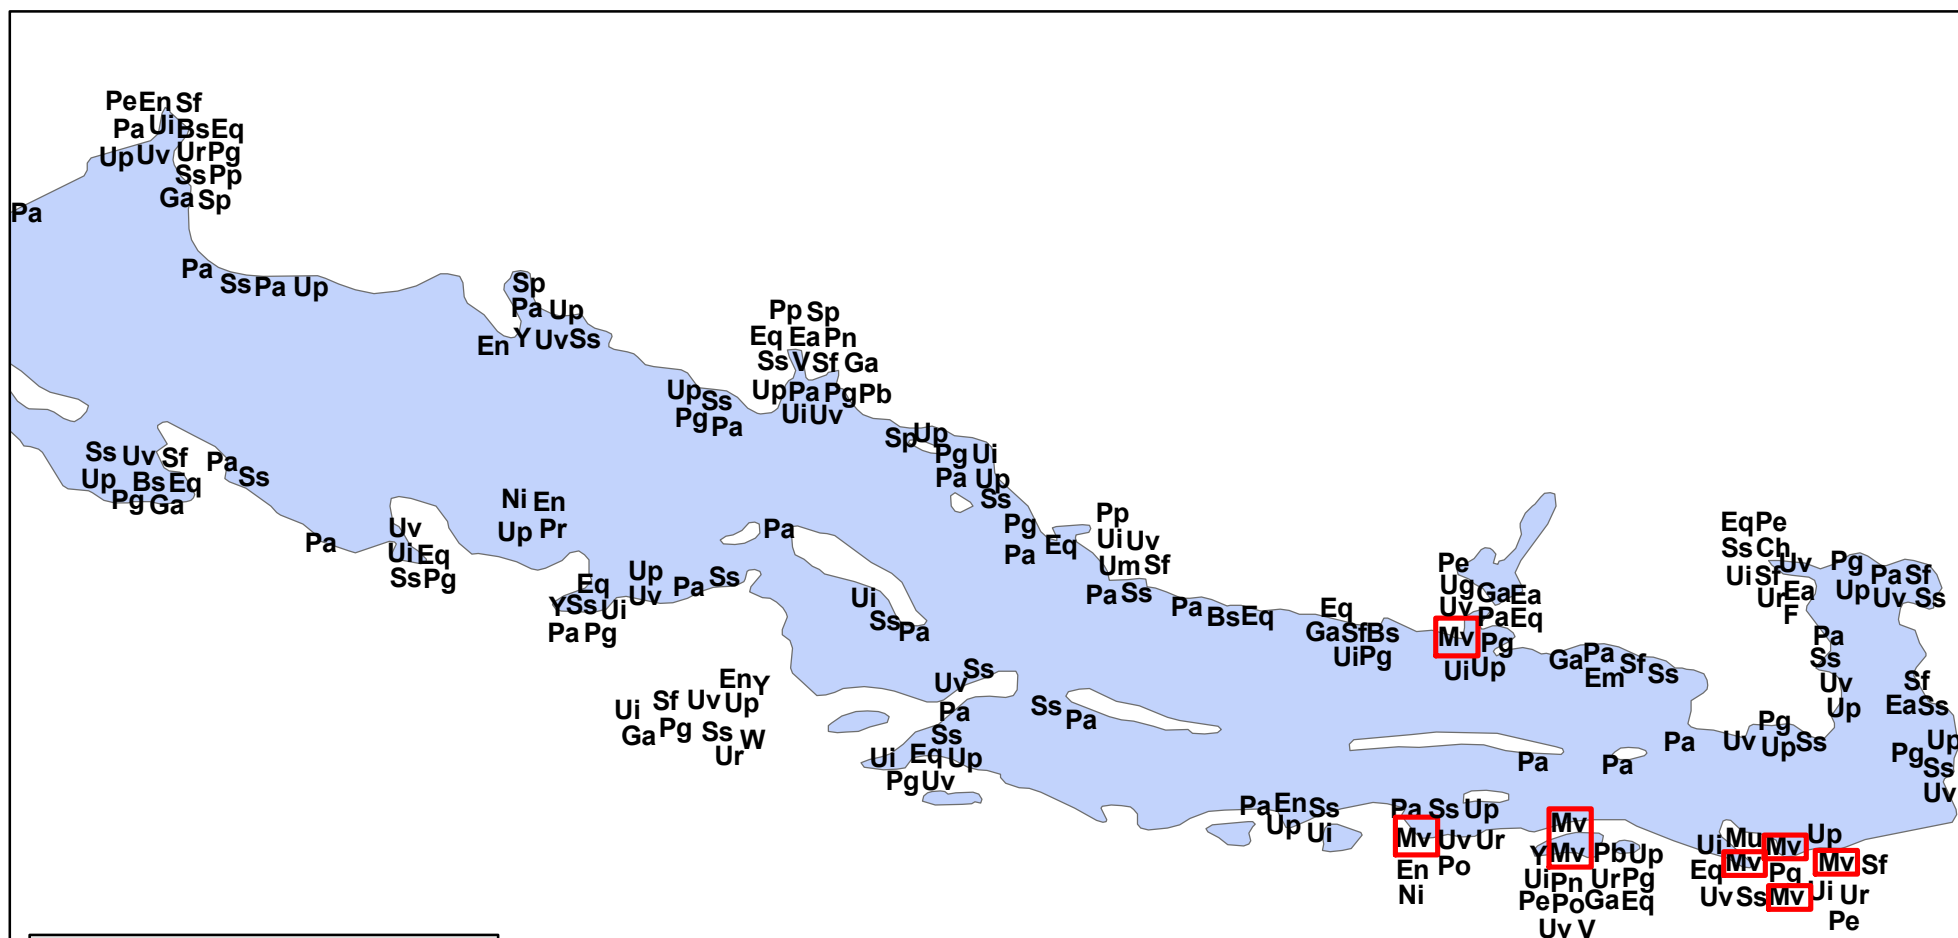 Pe En Sf
Pa Ui Bs Eq
Up Uv Ur Pg
Ss Pp
Ga Sp
Pa
Pa Ss Pa Up
Sp
Pa Up
En Y Uv Ss
Pp Sp
Eq Ea Pn
Ss V Sf Ga
Up Pa Pg Pb
Ui Uv
Up Ss
Pg Pa
Sp Up
Pg Ui
Pa Up
Ss
Pg
Pa Eq
Ss Uv Sf
Up Bs Eq
Pg Ga
Pa Ss
Pa
Uv
Ui Eq
Ss Pg
Ni En
Up Pr
Eq
Y Ss Ui
Pa Pg
Up
Uv Pa Ss
Pa
Ui
Ss Pa
Pp
Ui Uv
Um Sf
Pa Ss
Pa Bs Eq
Eq
Ga Sf Bs
Ui Pg
Pe
Ug Ga Ea
Uv Pa Eq
Mv Pg
Ui Up
Ga Pa Sf Ss
Em
Eq Pe
Ss Ch Uv
Ui Sf Ea
Ur F
Pg Pa Sf
Up Uv Ss
Pa
Ss
Uv
Up
Sf
Ea Ss
Up
Pg Ss
Uv
Pg
Uv Up Ss
Pa
Pa
Pa
En Y
Ui Sf Uv Up
Ga Pg Ss W
Ur
Uv Ss
Pa
Ss
Ui Eq Up
Pg Uv
Ss Pa
Pa En Ss
Up Ui
Pa Ss Up
Mv Uv Ur
En Po
Ni
Mv
Y Mv Pb Up
Ui Pn Ur Pg
Pe Po Ga Eq
Uv V
Ui Mu Mv Up
Eq Mv Pg Mv Sf
Uv Ss Mv Ui Ur
Pe